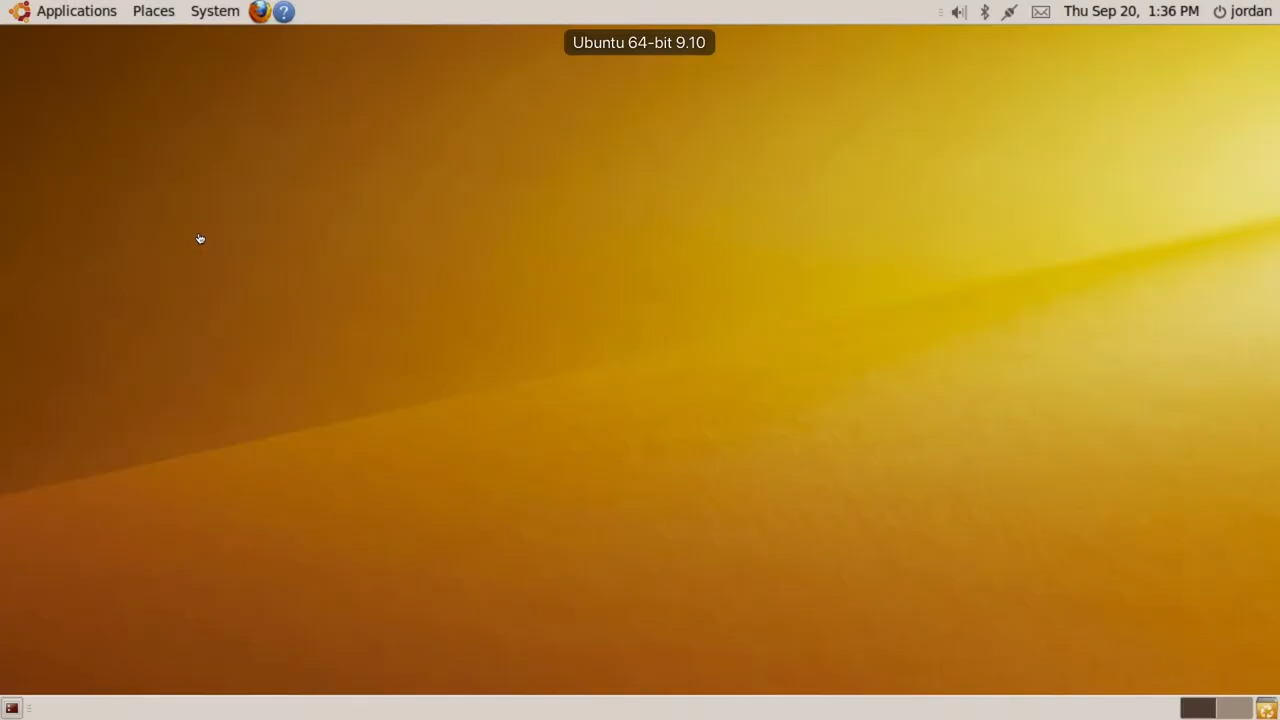 Applications Places System ? Thu Sep 20, 1:36 PM jordan
Ubuntu 64-bit 9.10